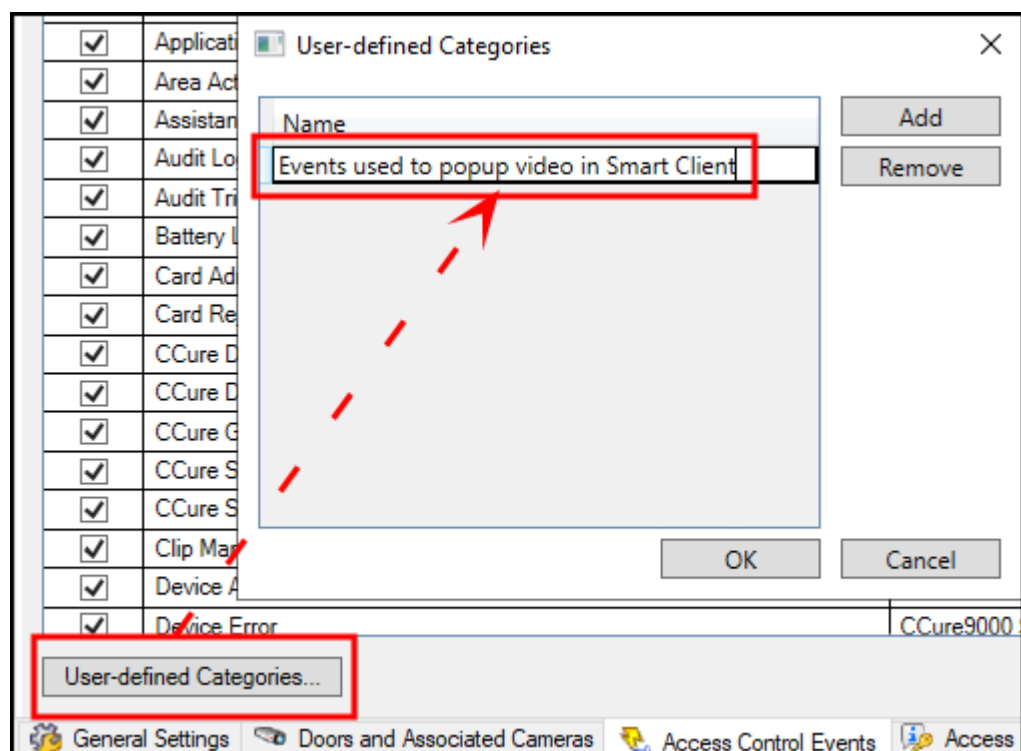 Applicati
User-defined Categories
Area Act
Name
Add
Assistan
Events used to popup video in Smart Client
Remove
Audit Lo
Audit Tri
Battery L
Card Ad
Card Re
CCure D
CCure D
CCure G
CCure S
CCure S
Clip Ma
OK
Cancel
Device A
Device Error
CCure9000
User-defined Categories...
General Settings
Doors and Associated Cameras
Access Control Events
Access